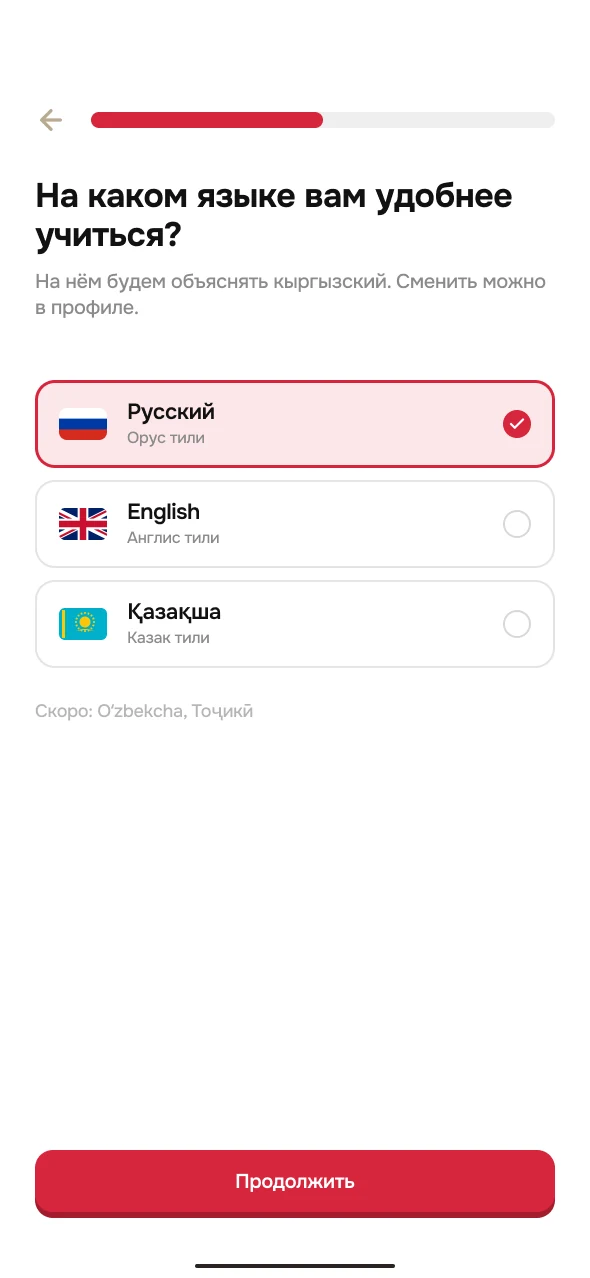 На каком языке вам удобнее
учиться?
На нём будем объяснять кыргызский. Сменить можно
в профиле.
Русский
Орус тили
English
Англис тили
Қазақша
Казак тили
Скоро: Oʻzbekcha, Тоҷикӣ
Продолжить